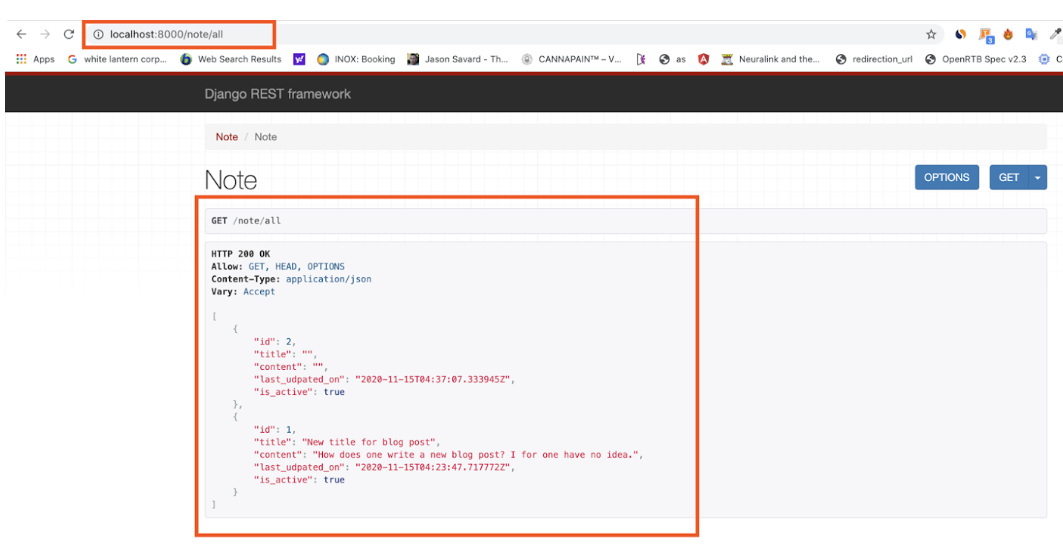 localhost:8000/note/all
Apps white lantern corp... Web Search Results INOX: Booking Jason Savard - Th... CANNAPAIN™ – V... as Neuralink and the... redirection_url OpenRTB Spec v2.3 C
Django REST framework
Note / Note
Note
OPTIONS GET
GET /note/all
HTTP 200 OK
Allow: GET, HEAD, OPTIONS
Content-Type: application/json
Vary: Accept
[
{
"id": 2,
"title": "",
"content": "",
"last_udpated_on": "2020-11-15T04:37:07.333945Z",
"is_active": true
},
{
"id": 1,
"title": "New title for blog post",
"content": "How does one write a new blog post? I for one have no idea.",
"last_udpated_on": "2020-11-15T04:23:47.717772Z",
"is_active": true
}
]